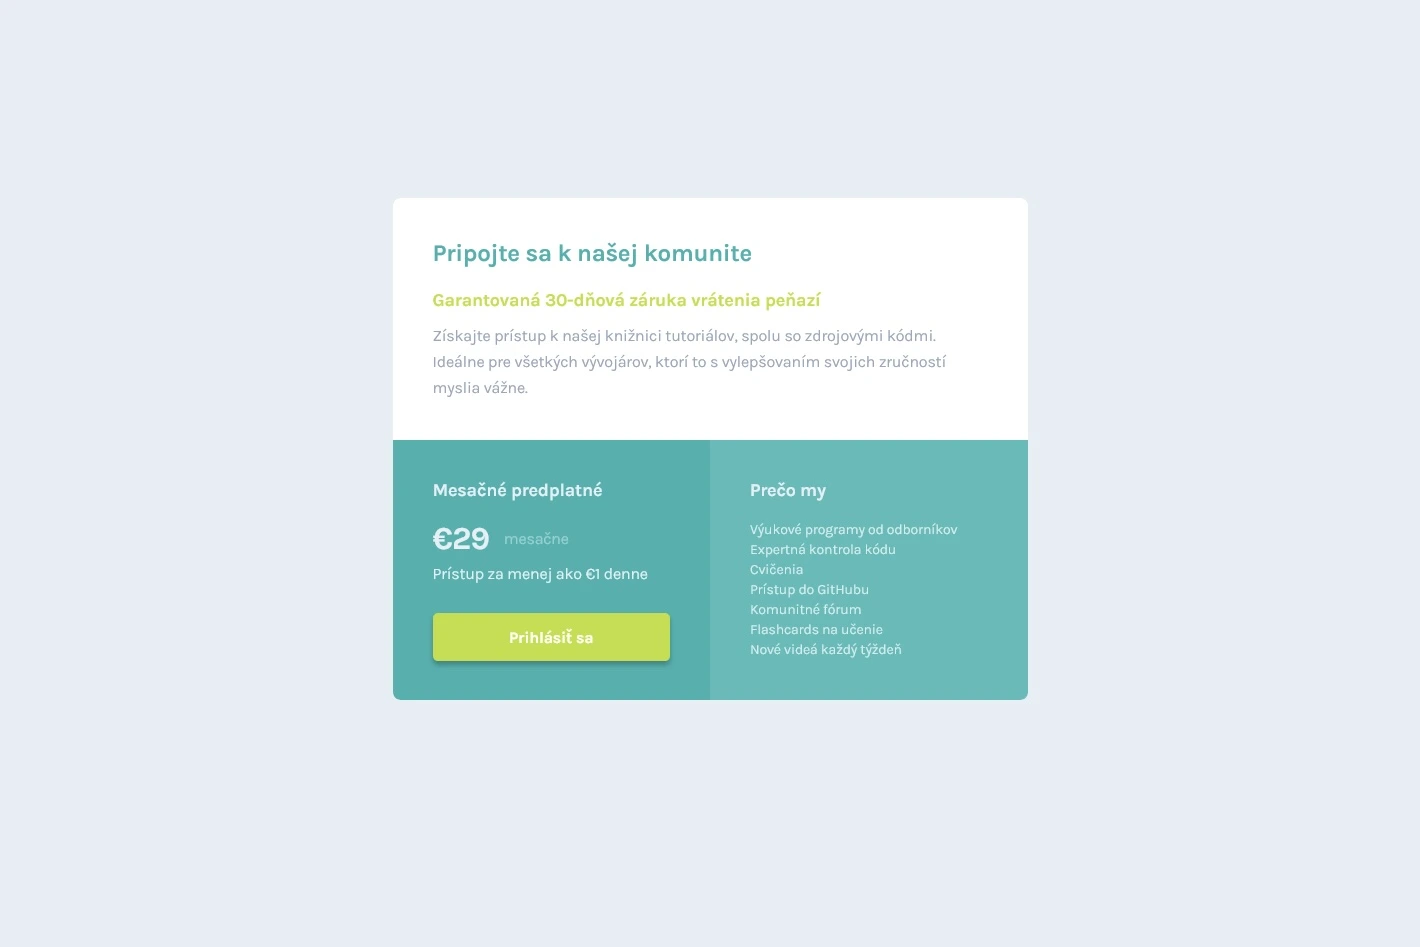 Pripojte sa k našej komunite
Garantovaná 30-dňová záruka vrátenia peňazí
Získajte prístup k našej knižnici tutoriálov, spolu so zdrojovými kódmi.
Ideálne pre všetkých vývojárov, ktorí to s vylepšovaním svojich zručností
myslia vážne.
Mesačné predplatné
€29 mesačne
Prístup za menej ako €1 denne
Prihlásiť sa
Prečo my
Výukové programy od odborníkov
Expertná kontrola kódu
Cvičenia
Prístup do GitHubu
Komunitné fórum
Flashcards na učenie
Nové videá každý týždeň